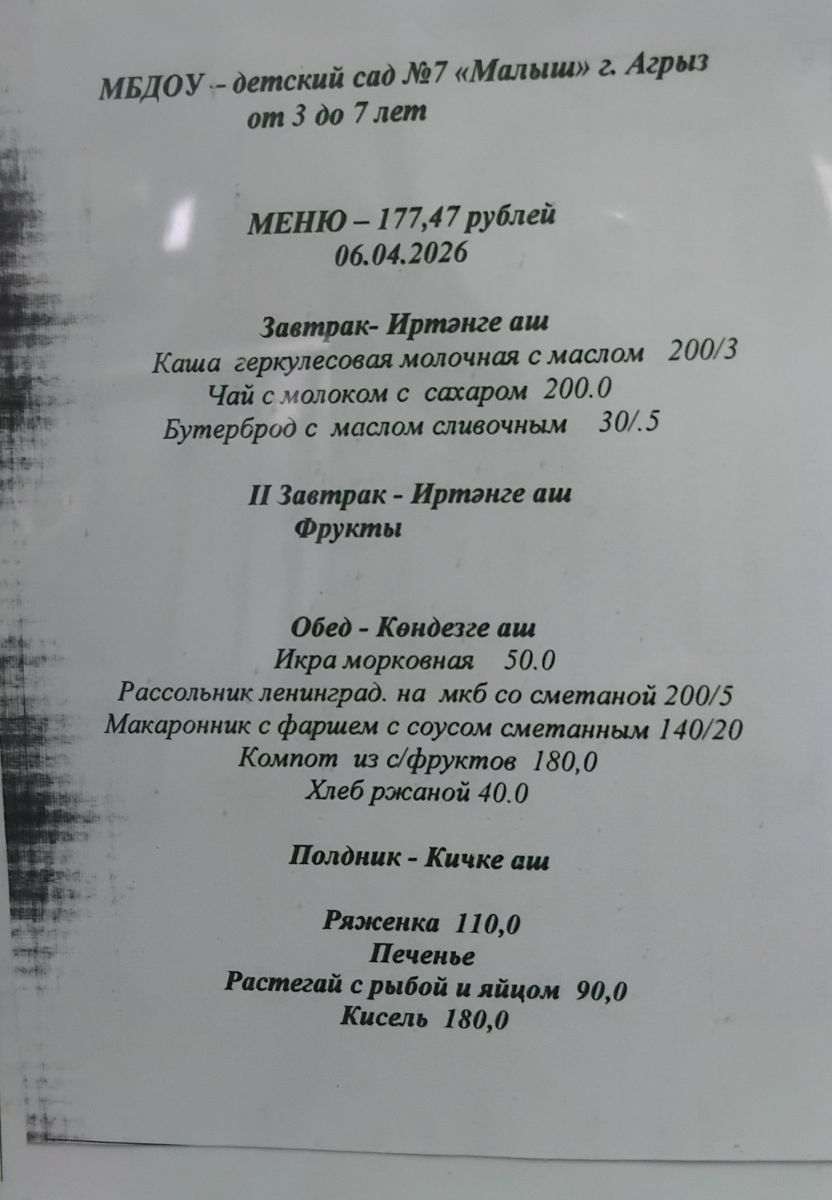 МБДОУ – детский сад №7 «Малыш» г. Агрыз
от 3 до 7 лет
МЕНЮ – 177,47 рублей
06.04.2026
Завтрак- Иртәнге аш
Каша геркулесовая молочная с маслом 200/3
Чай с молоком с сахаром 200.0
Бутерброд с маслом сливочным 30/.5
II Завтрак - Иртәнге аш
Фрукты
Обед - Көндезге аш
Икра морковная 50.0
Рассольник ленинград. на мкб со сметаной 200/5
Макаронник с фаршем с соусом сметанным 140/20
Компот из с/фруктов 180,0
Хлеб ржаной 40.0
Полдник - Кичке аш
Ряженка 110,0
Печенье
Растегай с рыбой и яйцом 90,0
Кисель 180,0